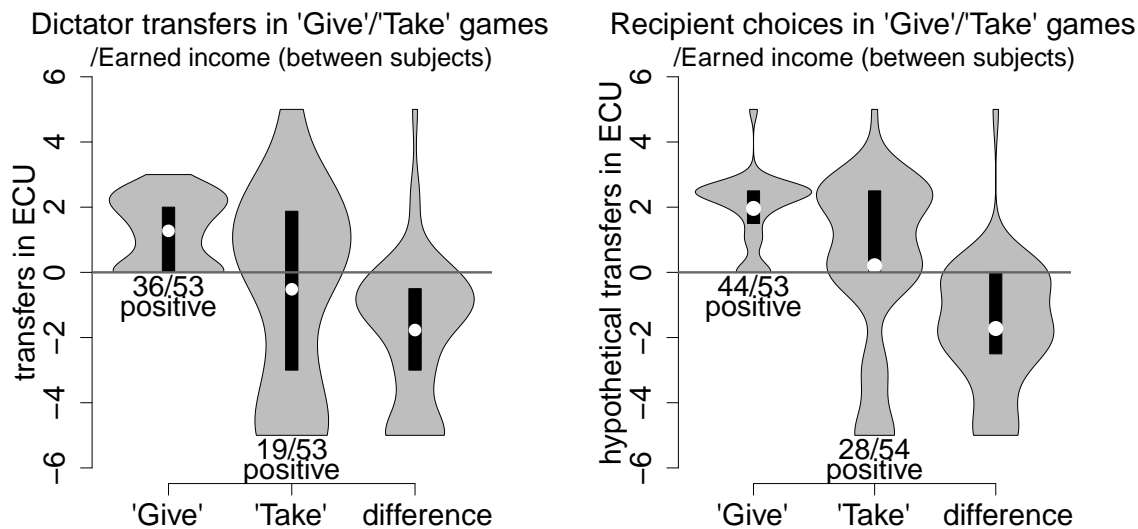 Dictator transfers in 'Give'/'Take' games
/Earned income (between subjects)
transfers in ECU
6
4
2
0
−2
−4
−6
36/53
positive
19/53
positive
'Give'
'Take'
difference
Recipient choices in 'Give'/'Take' games
/Earned income (between subjects)
hypothetical transfers in ECU
6
4
2
0
−2
−4
−6
44/53
positive
28/54
positive
'Give'
'Take'
difference